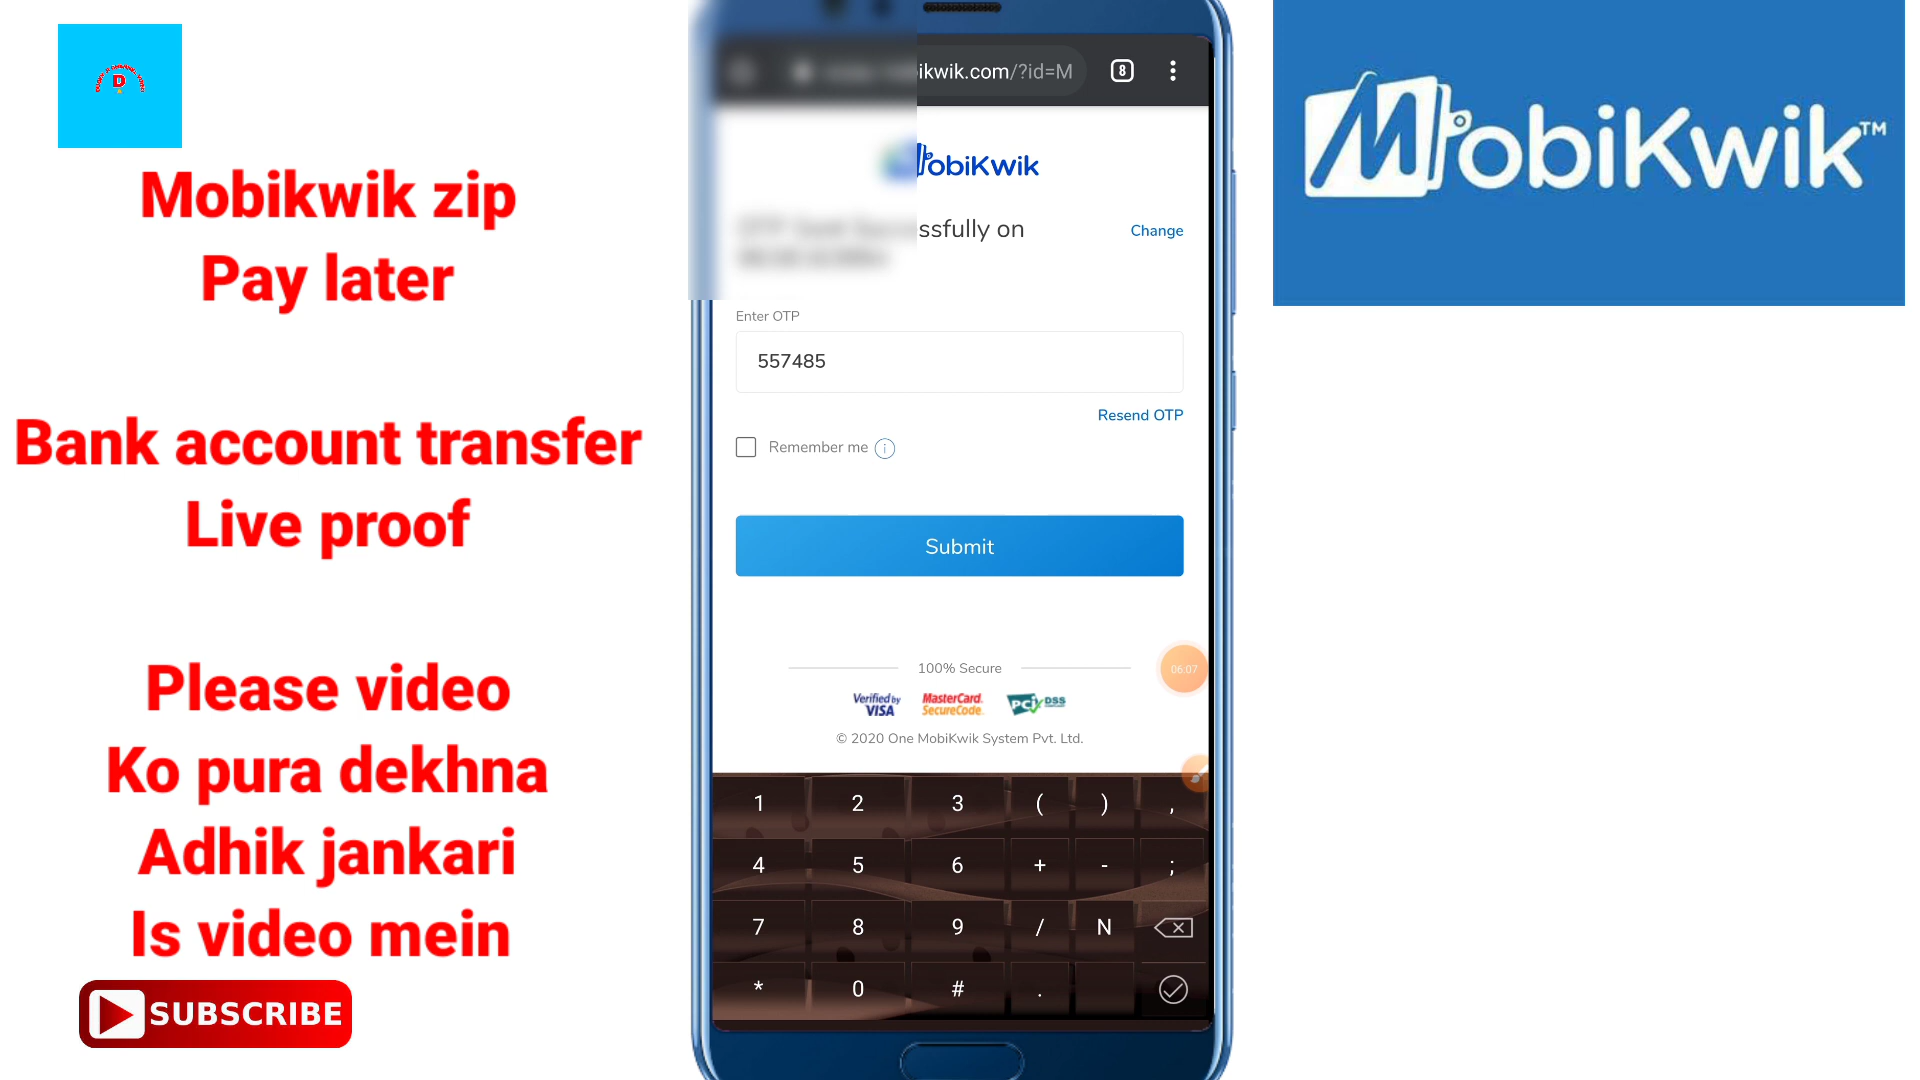 D
Mobikwik zip
Pay later
Bank account transfer
Live proof
Please video
Ko pura dekhna
Adhik jankari
Is video mein
SUBSCRIBE
ikwik.com/?id=M
8
MobiKwik
ssfully on
Change
Enter OTP
557485
Resend OTP
Remember me
Submit
100% Secure
06:07
Verified by VISA
MasterCard. SecureCode.
PCI DSS
© 2020 One MobiKwik System Pvt. Ltd.
1 2 3 ( ) ,
4 5 6 + - ;
7 8 9 / N
* 0 # .
MobiKwik™